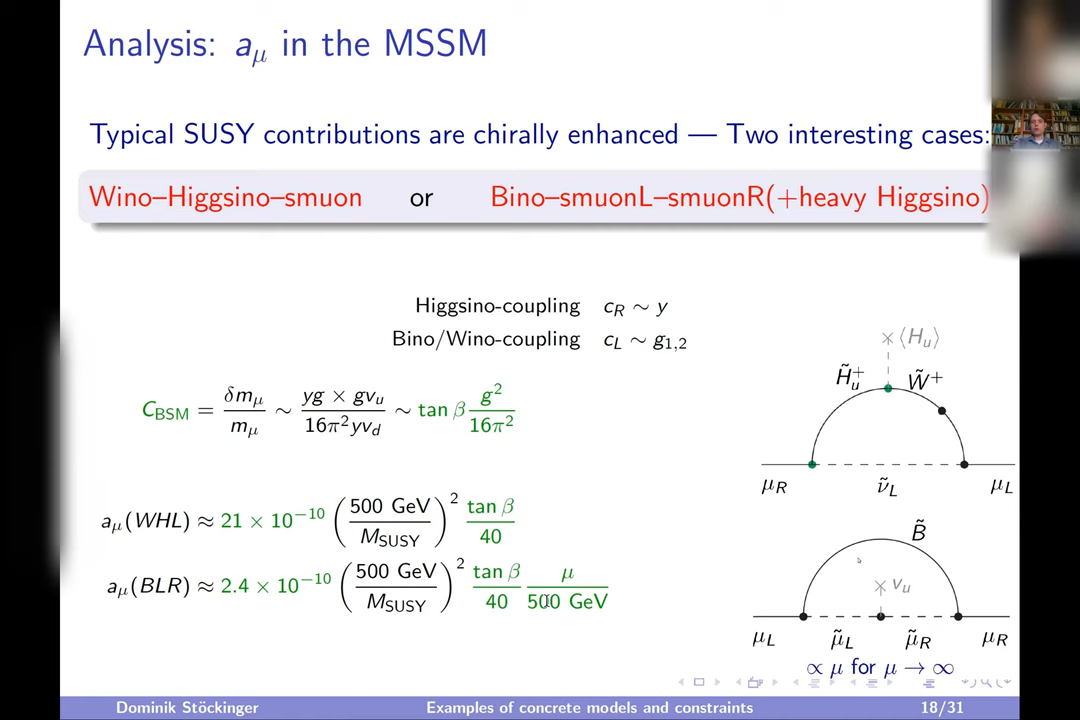 Analysis: aμ in the MSSM
Typical SUSY contributions are chirally enhanced — Two interesting cases:
Wino–Higgsino–smuon or Bino–smuonL–smuonR(+heavy Higgsino)
Higgsino-coupling c_R ∼ y
Bino/Wino-coupling c_L ∼ g_{1,2}
C_BSM = δm_μ / m_μ ∼ yg × gv_u / 16π²yv_d ∼ tan β g² / 16π²
a_μ(WHL) ≈ 21 × 10⁻¹⁰ (500 GeV / M_SUSY)² tan β / 40
a_μ(BLR) ≈ 2.4 × 10⁻¹⁰ (500 GeV / M_SUSY)² tan β / 40 μ / 500 GeV
×⟨H_u⟩
H̃_u⁺ W̃⁺
μ_R ν̃_L μ_L
B̃
×v_u
μ_L μ̃_L μ̃_R μ_R
∝ μ for μ → ∞
Dominik Stöckinger Examples of concrete models and constraints 18/31